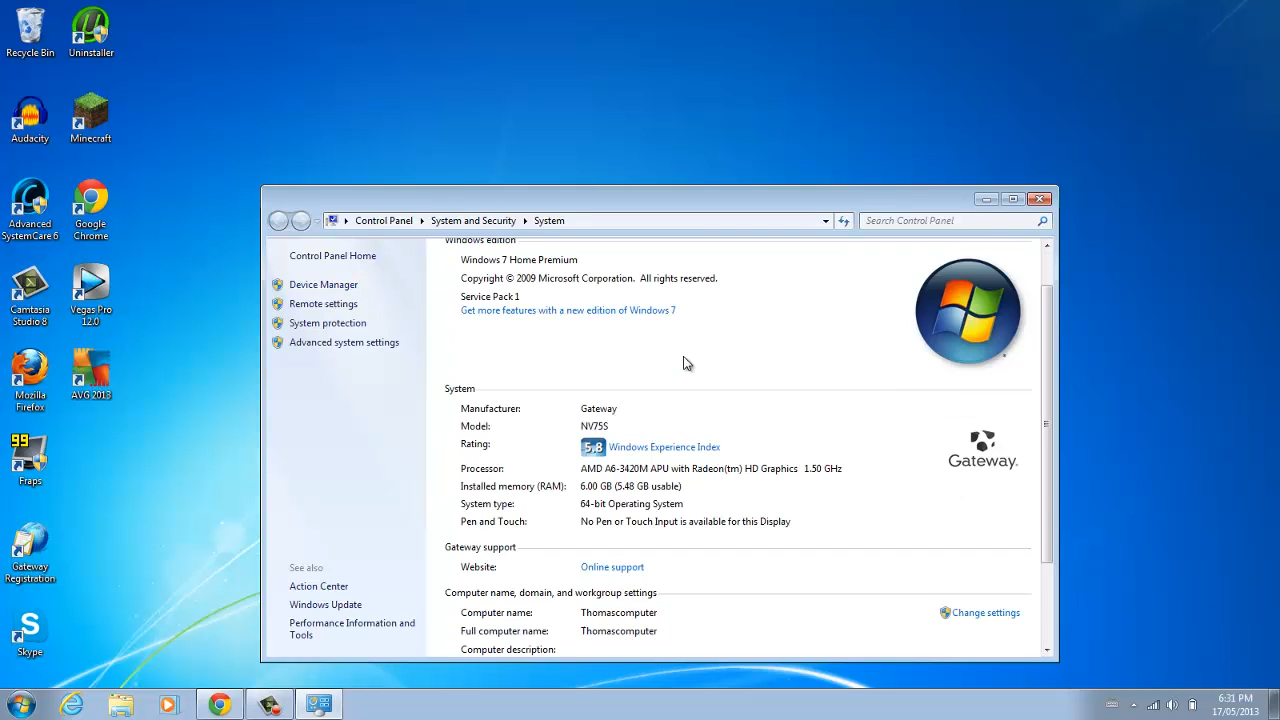 Recycle Bin
Uninstaller
Audacity
Minecraft
Advanced
SystemCare 6
Google
Chrome
Camtasia
Studio 8
Vegas Pro
12.0
Mozilla
Firefox
AVG 2013
99
Fraps
Gateway
Registration
S
Skype
Control Panel
System and Security
System
Search Control Panel
Control Panel Home
Device Manager
Remote settings
System protection
Advanced system settings
See also
Action Center
Windows Update
Performance Information and
Tools
Windows edition
Windows 7 Home Premium
Copyright © 2009 Microsoft Corporation. All rights reserved.
Service Pack 1
Get more features with a new edition of Windows 7
System
Manufacturer: Gateway
Model: NV75S
Rating: 5,8 Windows Experience Index
Processor: AMD A6-3420M APU with Radeon(tm) HD Graphics 1.50 GHz
Installed memory (RAM): 6.00 GB (5.48 GB usable)
System type: 64-bit Operating System
Pen and Touch: No Pen or Touch Input is available for this Display
Gateway.
Gateway support
Website: Online support
Computer name, domain, and workgroup settings
Computer name: Thomascomputer
Change settings
Full computer name: Thomascomputer
Computer description:
6:31 PM
17/05/2013